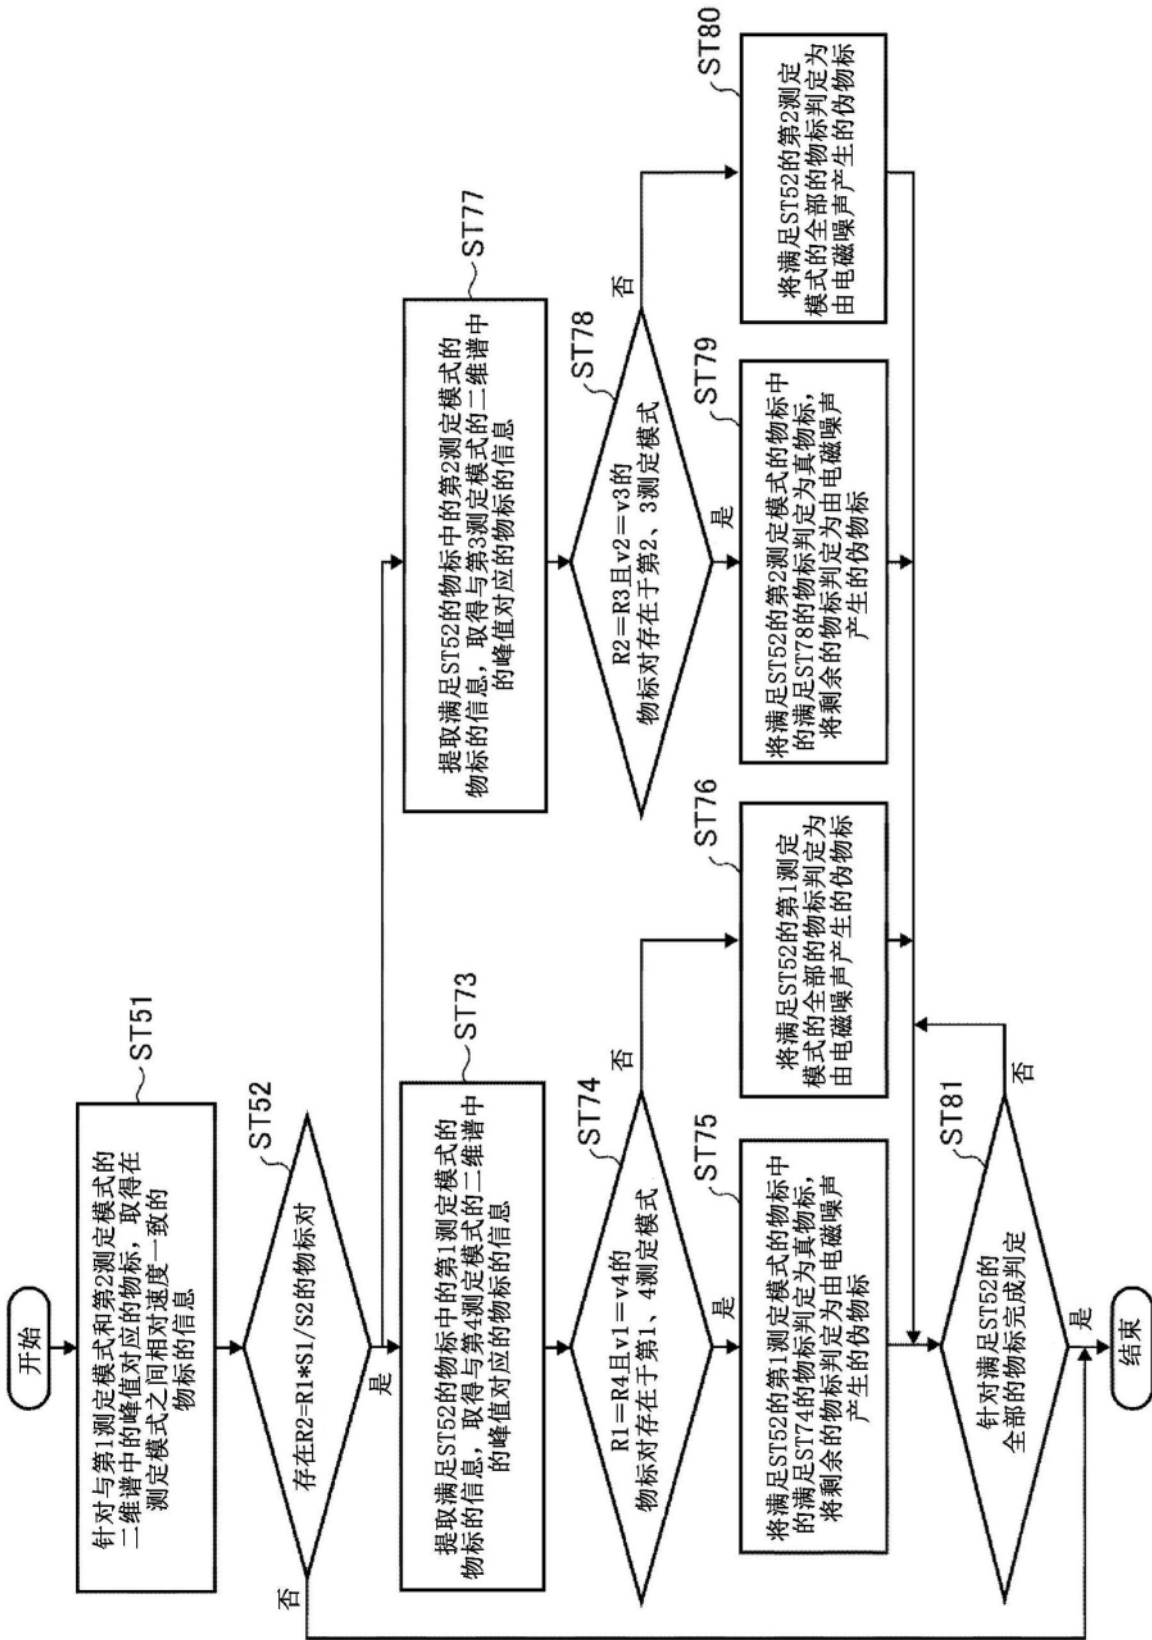 开始
针对与第1测定模式和第2测定模式的
二维谱中的峰值对应的物标，取得在
测定模式之间相对速度一致的
物标的信息
ST51
存在R2=R1*S1/S2的物标对
ST52
否
是
提取满足ST52的物标中的第1测定模式的
物标的信息，取得与第4测定模式的二维谱中
的峰值对应的物标的信息
ST73
提取满足ST52的物标中的第2测定模式的
物标的信息，取得与第3测定模式的二维谱中
的峰值对应的物标的信息
ST77
R1=R4且v1=v4的
物标对存在于第1、4测定模式
ST74
否
是
R2=R3且v2=v3的
物标对存在于第2、3测定模式
ST78
否
是
将满足ST52的第1测定模式的物标中
的满足ST74的物标判定为真物标，
将剩余的物标判定为由电磁噪声
产生的伪物标
ST75
将满足ST52的第1测定
模式的全部的物标判定为
由电磁噪声产生的伪物标
ST76
将满足ST52的第2测定模式的物标中
的满足ST78的物标判定为真物标，
将剩余的物标判定为由电磁噪声
产生的伪物标
ST79
将满足ST52的第2测定
模式的全部的物标判定为
由电磁噪声产生的伪物标
ST80
针对满足ST52的
全部的物标完成判定
ST81
否
是
结束